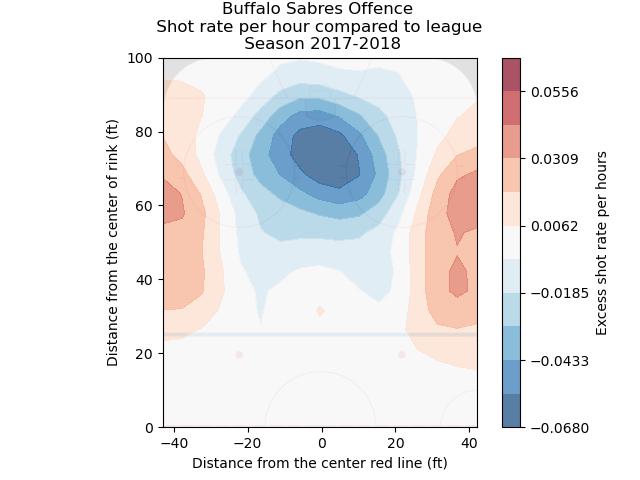 Buffalo Sabres Offence
Shot rate per hour compared to league
Season 2017-2018
100
80
60
40
20
0
Distance from the center of rink (ft)
−40
−20
0
20
40
Distance from the center red line (ft)
0.0556
0.0309
0.0062
−0.0185
−0.0433
−0.0680
Excess shot rate per hours